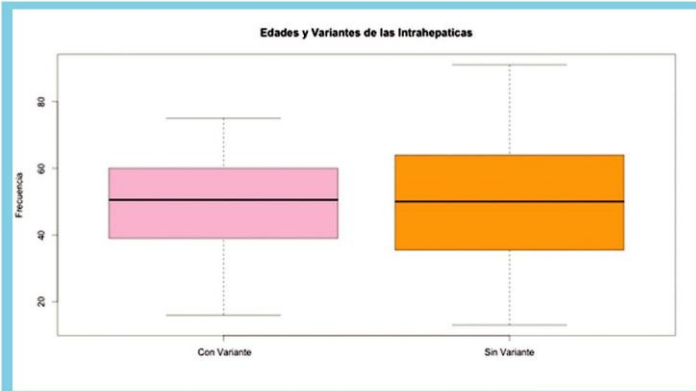 Edades y Variantes de las Intrahepaticas
Frecuencia
80
60
40
20
Con Variante
Sin Variante